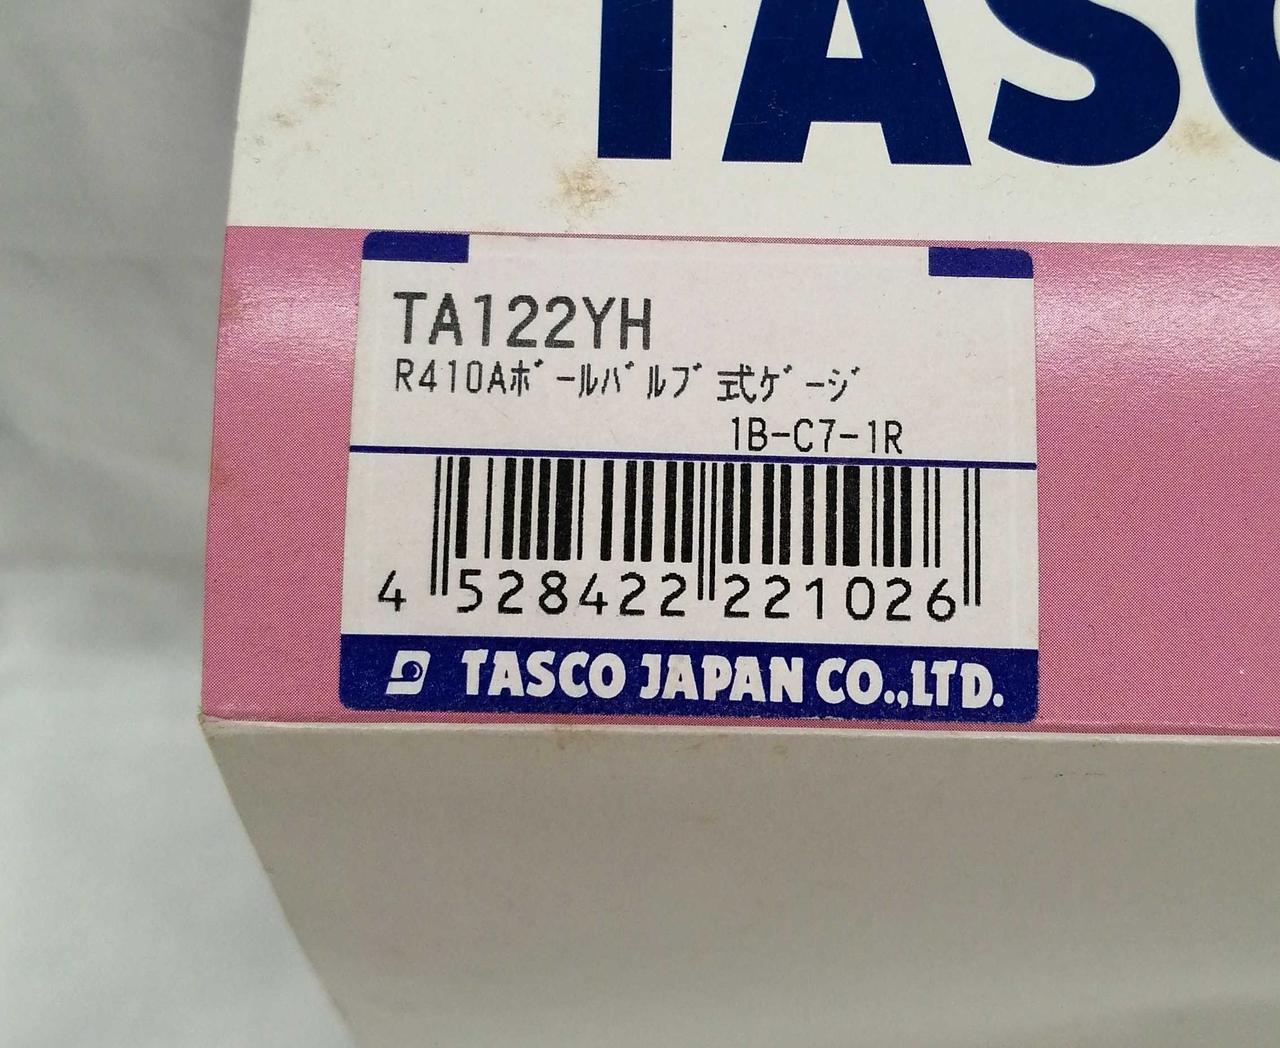 TASC
TA122YH
R410Aﾎﾞｰﾙﾊﾞﾙﾌﾞ式ｹﾞｰｼﾞ
1B-C7-1R
4 528422 221026
TASCO JAPAN CO.,LTD.